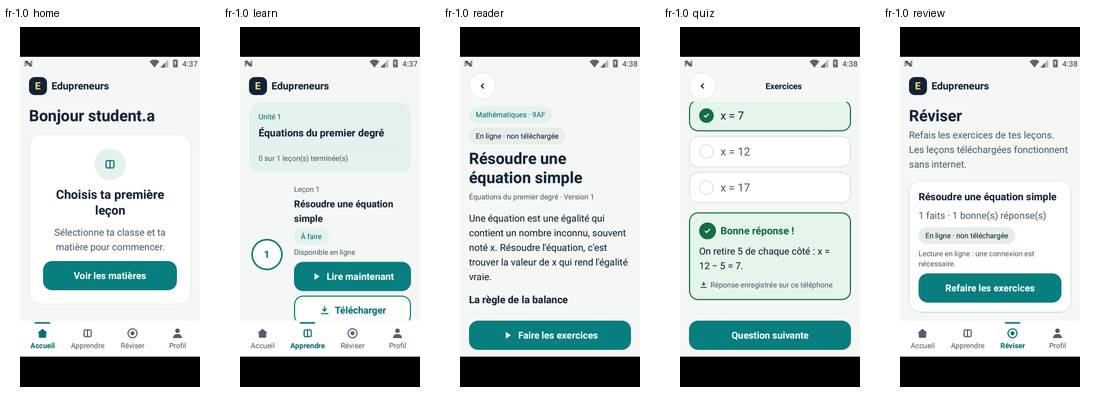 fr-1.0 home
4:37
E Edupreneurs
Bonjour student.a
Choisis ta première
leçon
Sélectionne ta classe et ta
matière pour commencer.
Voir les matières
Accueil Apprendre Réviser Profil
fr-1.0 learn
4:37
E Edupreneurs
Unité 1
Équations du premier degré
0 sur 1 leçon(s) terminée(s)
Leçon 1
Résoudre une équation
simple
À faire
Disponible en ligne
1
Lire maintenant
Télécharger
Accueil Apprendre Réviser Profil
fr-1.0 reader
4:38
Mathématiques · 9AF
En ligne · non téléchargée
Résoudre une
équation simple
Équations du premier degré · Version 1
Une équation est une égalité qui
contient un nombre inconnu, souvent
noté x. Résoudre l'équation, c'est
trouver la valeur de x qui rend l'égalité
vraie.
La règle de la balance
Faire les exercices
fr-1.0 quiz
4:38
Exercices
x = 7
x = 12
x = 17
Bonne réponse !
On retire 5 de chaque côté : x =
12 − 5 = 7.
Réponse enregistrée sur ce téléphone
Question suivante
fr-1.0 review
4:38
E Edupreneurs
Réviser
Refais les exercices de tes leçons.
Les leçons téléchargées fonctionnent
sans internet.
Résoudre une équation simple
1 faits · 1 bonne(s) réponse(s)
En ligne · non téléchargée
Lecture en ligne : une connexion est
nécessaire.
Refaire les exercices
Accueil Apprendre Réviser Profil